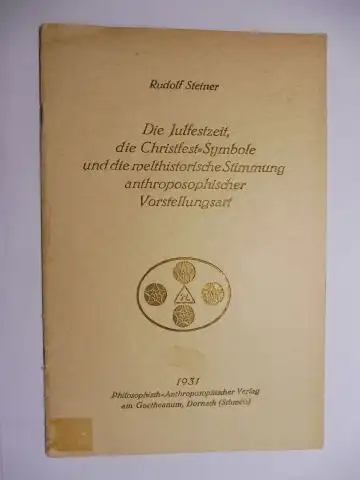 Rudolf Steiner
Die Julfestzeit,
die Christfest=Symbole
und die welthistorische Stimmung
anthroposophischer
Vorstellungsart
1931
Philosophisch=Anthroposophischer Verlag
am Goetheanum, Dornach (Schweiz)